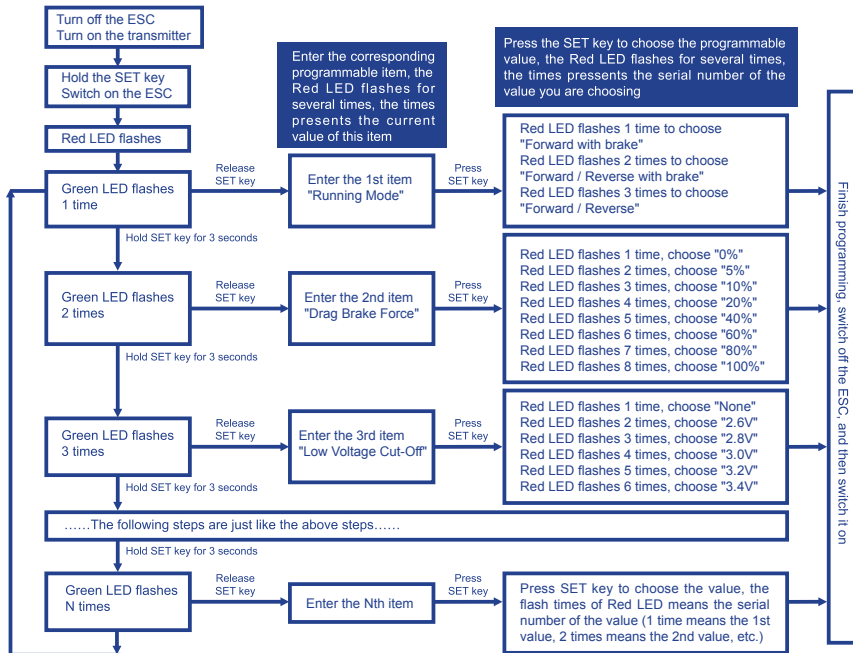 Turn off the ESC
Turn on the transmitter
Hold the SET key
Switch on the ESC
Red LED flashes
Enter the corresponding
programmable item, the
Red LED flashes for
several times, the times
presents the current
value of this item
Press the SET key to choose the programmable
value, the Red LED flashes for several times,
the times pressents the serial number of the
value you are choosing
Green LED flashes
1 time
Release
SET key
Enter the 1st item
"Running Mode"
Press
SET key
Red LED flashes 1 time to choose
"Forward with brake"
Red LED flashes 2 times to choose
"Forward / Reverse with brake"
Red LED flashes 3 times to choose
"Forward / Reverse"
Hold SET key for 3 seconds
Green LED flashes
2 times
Release
SET key
Enter the 2nd item
"Drag Brake Force"
Press
SET key
Red LED flashes 1 time, choose "0%"
Red LED flashes 2 times, choose "5%"
Red LED flashes 3 times, choose "10%"
Red LED flashes 4 times, choose "20%"
Red LED flashes 5 times, choose "40%"
Red LED flashes 6 times, choose "60%"
Red LED flashes 7 times, choose "80%"
Red LED flashes 8 times, choose "100%"
Hold SET key for 3 seconds
Green LED flashes
3 times
Release
SET key
Enter the 3rd item
"Low Voltage Cut-Off"
Press
SET key
Red LED flashes 1 time, choose "None"
Red LED flashes 2 times, choose "2.6V"
Red LED flashes 3 times, choose "2.8V"
Red LED flashes 4 times, choose "3.0V"
Red LED flashes 5 times, choose "3.2V"
Red LED flashes 6 times, choose "3.4V"
Hold SET key for 3 seconds
……The following steps are just like the above steps……
Hold SET key for 3 seconds
Green LED flashes
N times
Release
SET key
Enter the Nth item
Press
SET key
Press SET key to choose the value, the
flash times of Red LED means the serial
number of the value (1 time means the 1st
value, 2 times means the 2nd value, etc.)
Finish programming, switch off the ESC, and then switch it on